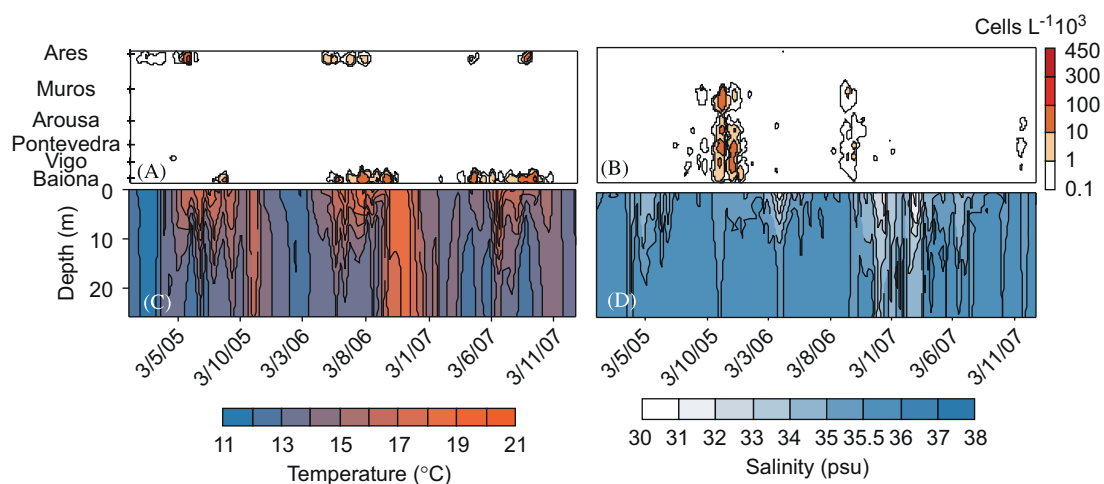 Cells L⁻¹10³
Ares
Muros
Arousa
Pontevedra
Vigo
Baiona
(A)
(B)
450
300
100
10
1
0.1
Depth (m)
0
10
20
(C)
(D)
3/5/05
3/10/05
3/3/06
3/8/06
3/1/07
3/6/07
3/11/07
3/5/05
3/10/05
3/3/06
3/8/06
3/1/07
3/6/07
3/11/07
11 13 15 17 19 21
Temperature (°C)
30 31 32 33 34 35 35.5 36 37 38
Salinity (psu)